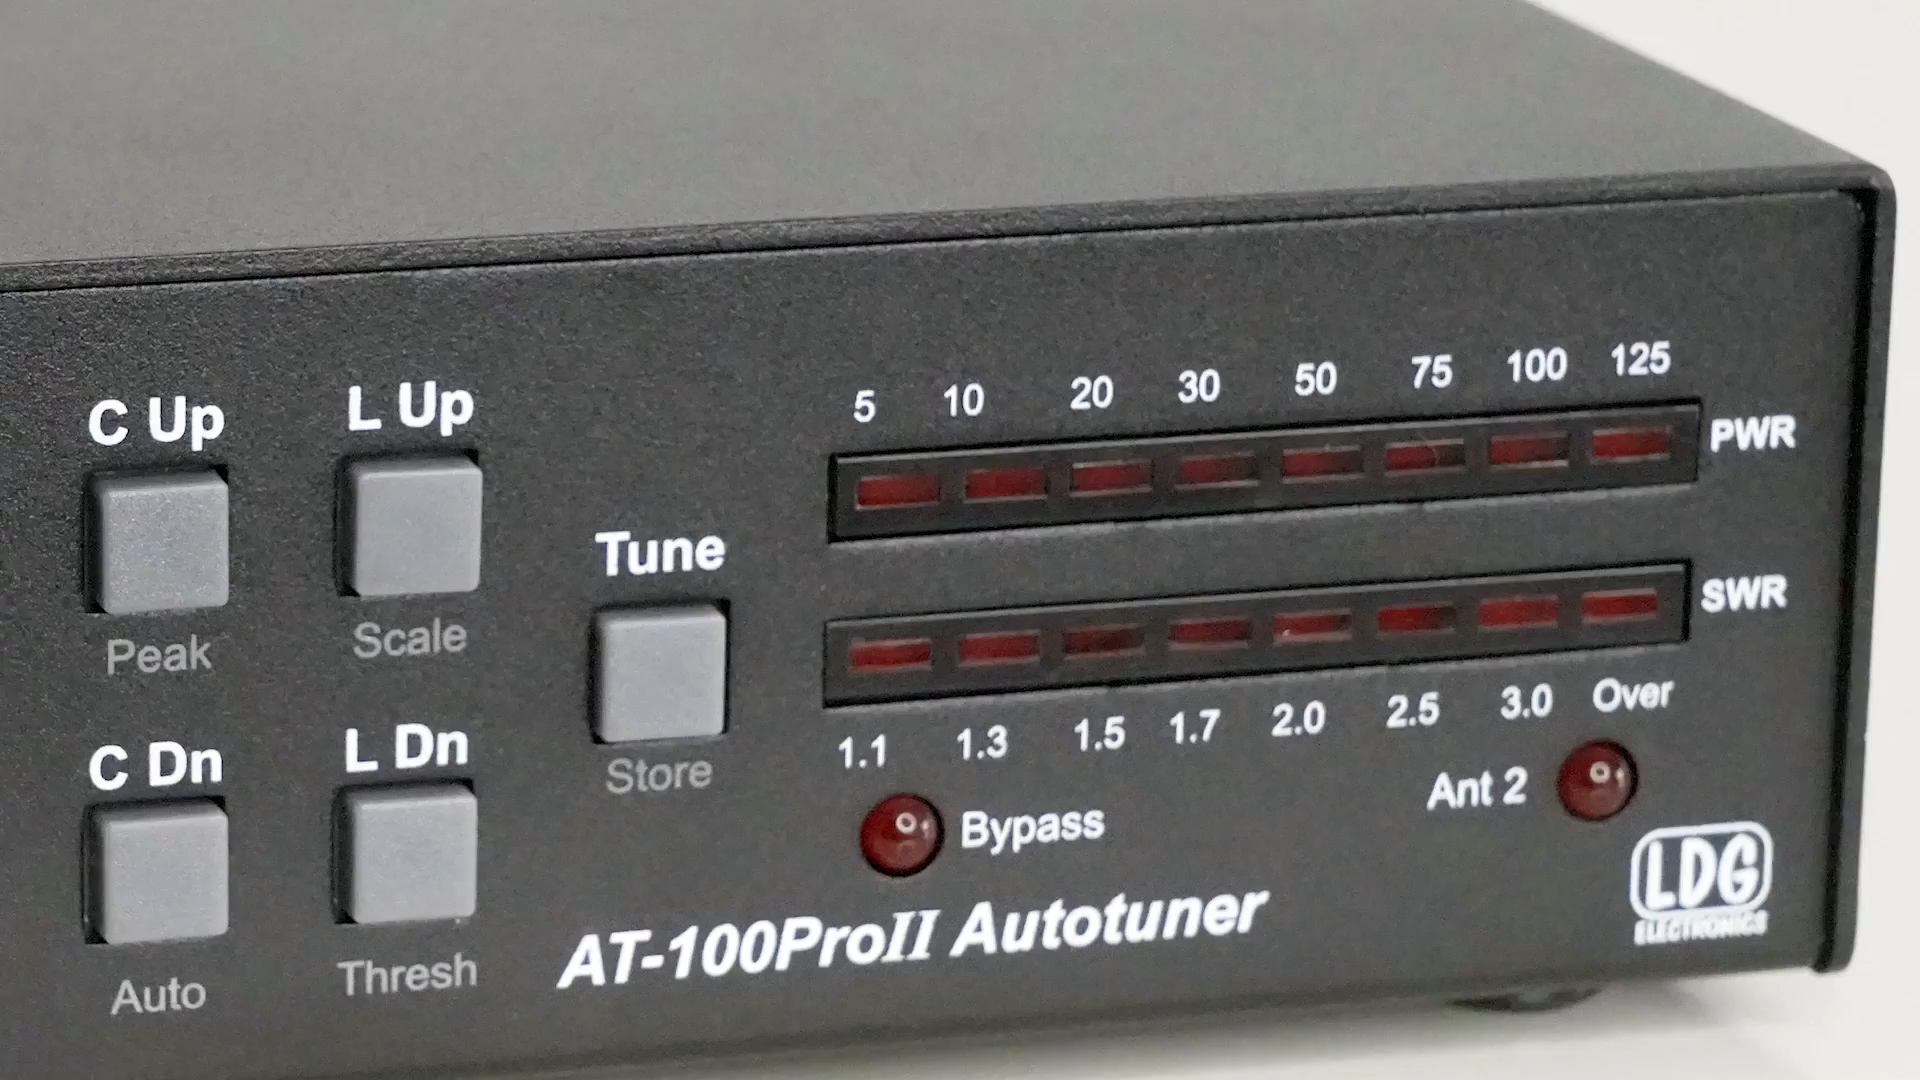 C Up
L Up
Peak
Scale
C Dn
L Dn
Auto
Thresh
Tune
Store
5 10 20 30 50 75 100 125
PWR
SWR
1.1 1.3 1.5 1.7 2.0 2.5 3.0 Over
Bypass
Ant 2
AT-100ProII Autotuner
LDG
ELECTRONICS